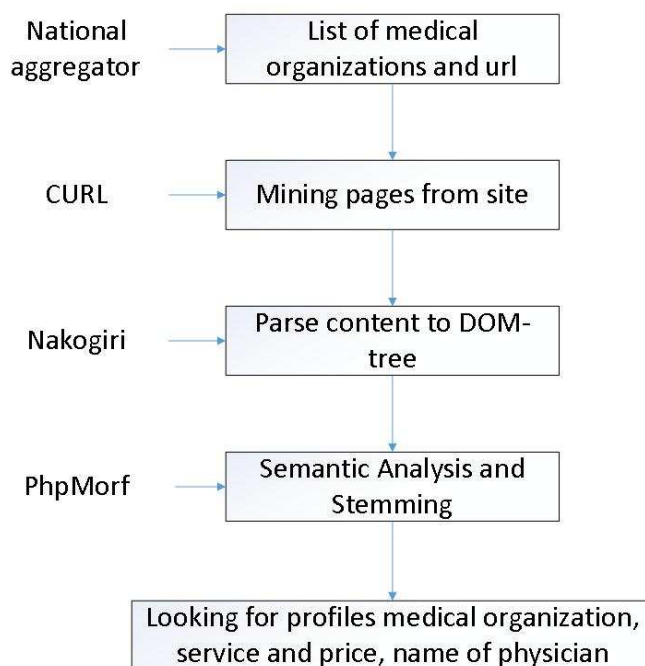 National
aggregator
List of medical
organizations and url
CURL
Mining pages from site
Nakogiri
Parse content to DOM-
tree
PhpMorf
Semantic Analysis and
Stemming
Looking for profiles medical organization,
service and price, name of physician